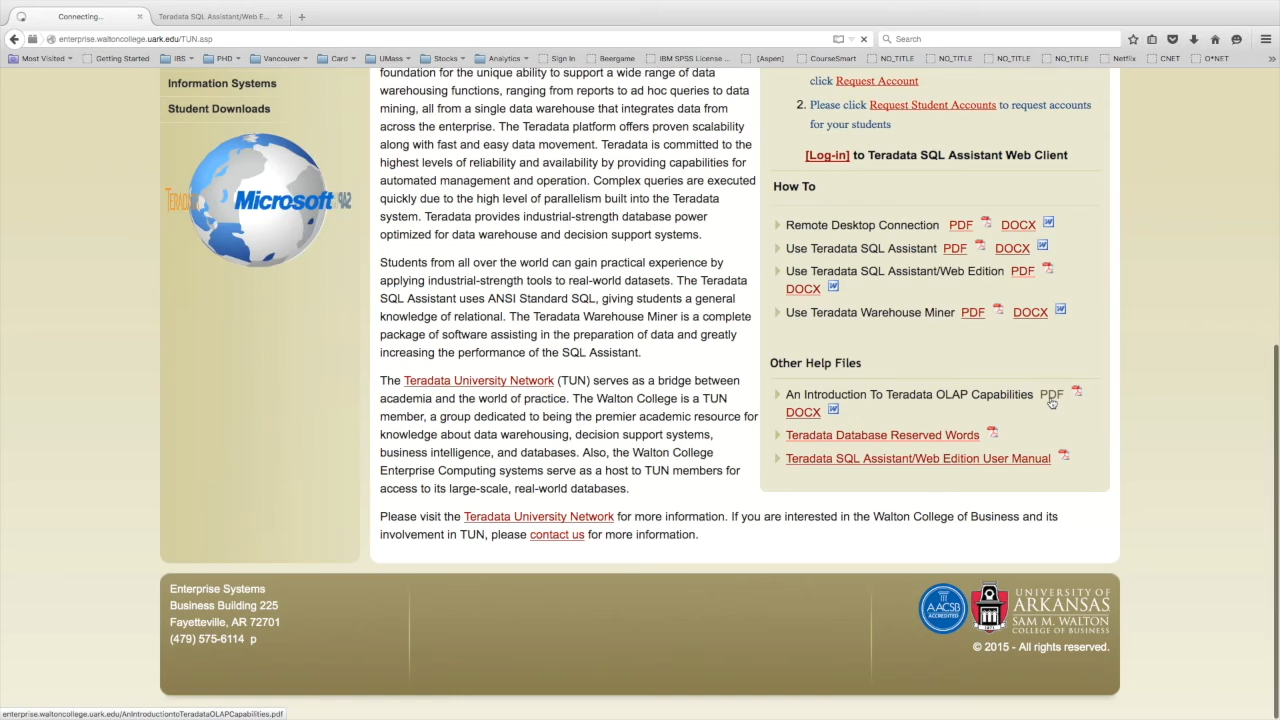 Connecting...
Teradata SQL Assistant/Web E...
enterprise.waltoncollege.uark.edu/TUN.asp
Search
Most Visited
Getting Started
IBS
PHD
Vancouver
Card
UMass
Stocks
Analytics
Sign In
Beergame
IBM SPSS License ...
[Aspen]
CourseSmart
NO_TITLE
NO_TITLE
NO_TITLE
NO_TITLE
Netflix
CNET
O*NET
Information Systems
Student Downloads
Microsoft
foundation for the unique ability to support a wide range of data
warehousing functions, ranging from reports to ad hoc queries to data
mining, all from a single data warehouse that integrates data from
across the enterprise. The Teradata platform offers proven scalability
along with fast and easy data movement. Teradata is committed to the
highest levels of reliability and availability by providing capabilities for
automated management and operation. Complex queries are executed
quickly due to the high level of parallelism built into the Teradata
system. Teradata provides industrial-strength database power
optimized for data warehouse and decision support systems.
Students from all over the world can gain practical experience by
applying industrial-strength tools to real-world datasets. The Teradata
SQL Assistant uses ANSI Standard SQL, giving students a general
knowledge of relational. The Teradata Warehouse Miner is a complete
package of software assisting in the preparation of data and greatly
increasing the performance of the SQL Assistant.
The Teradata University Network (TUN) serves as a bridge between
academia and the world of practice. The Walton College is a TUN
member, a group dedicated to being the premier academic resource for
knowledge about data warehousing, decision support systems,
business intelligence, and databases. Also, the Walton College
Enterprise Computing systems serve as a host to TUN members for
access to its large-scale, real-world databases.
Please visit the Teradata University Network for more information. If you are interested in the Walton College of Business and its
involvement in TUN, please contact us for more information.
click Request Account
2. Please click Request Student Accounts to request accounts
for your students
[Log-in] to Teradata SQL Assistant Web Client
How To
Remote Desktop Connection PDF DOCX
Use Teradata SQL Assistant PDF DOCX
Use Teradata SQL Assistant/Web Edition PDF
DOCX
Use Teradata Warehouse Miner PDF DOCX
Other Help Files
An Introduction To Teradata OLAP Capabilities PDF
DOCX
Teradata Database Reserved Words
Teradata SQL Assistant/Web Edition User Manual
Enterprise Systems
Business Building 225
Fayetteville, AR 72701
(479) 575-6114 p
AACSB
ACCREDITED
UNIVERSITY OF
ARKANSAS
SAM M. WALTON
COLLEGE OF BUSINESS
© 2015 - All rights reserved.
enterprise.waltoncollege.uark.edu/AnIntroductiontoTeradataOLAPCapabilities.pdf